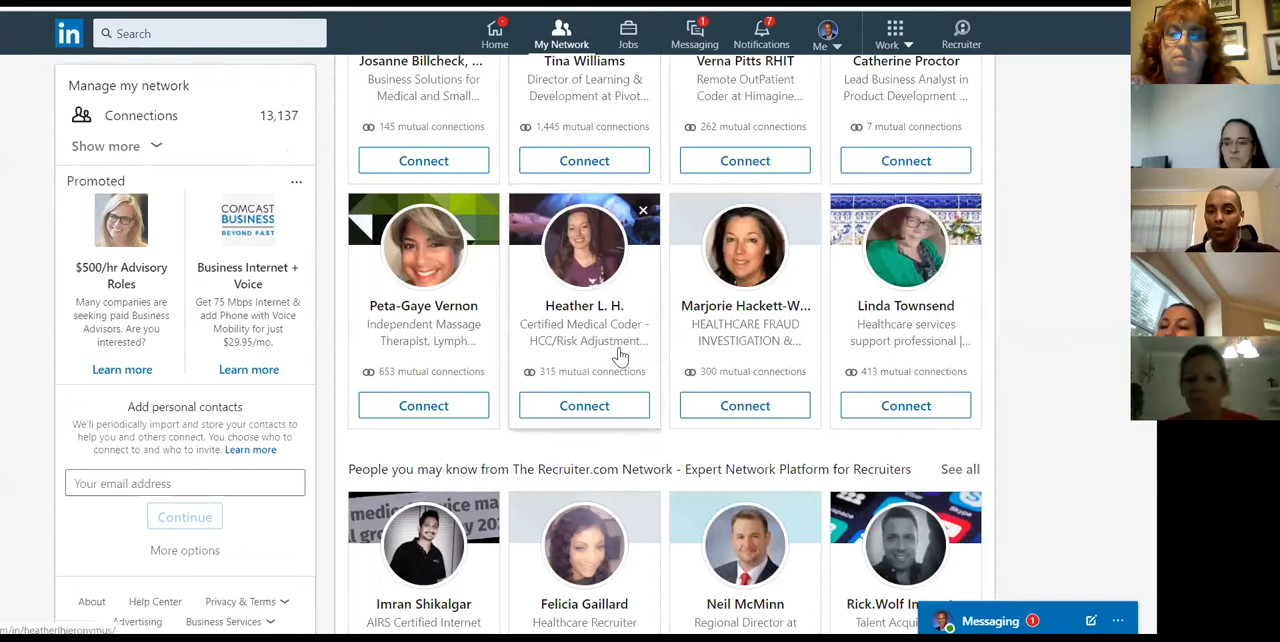 in
Search
Home
My Network
Jobs
1
Messaging
7
Notifications
Me
Work
Recruiter
Manage my network
Connections 13,137
Show more
Promoted
$500/hr Advisory
Roles
Many companies are
seeking paid Business
Advisors. Are you
interested?
Learn more
COMCAST
BUSINESS
BEYOND FAST
Business Internet +
Voice
Get 75 Mbps Internet &
add Phone with Voice
Mobility for just
$29.95/mo.
Learn more
Add personal contacts
We'll periodically import and store your contacts to
help you and others connect. You choose who to
connect to and who to invite. Learn more
Your email address
Continue
More options
About Help Center Privacy & Terms
Advertising Business Services
m/in/heatherlhieronymus/
Josanne Billcheck, ...
Business Solutions for
Medical and Small...
145 mutual connections
Connect
Tina Williams
Director of Learning &
Development at Pivot...
1,445 mutual connections
Connect
Verna Pitts RHIT
Remote OutPatient
Coder at Himagine...
262 mutual connections
Connect
Catherine Proctor
Lead Business Analyst in
Product Development ...
7 mutual connections
Connect
Peta-Gaye Vernon
Independent Massage
Therapist, Lymph...
653 mutual connections
Connect
Heather L. H.
Certified Medical Coder -
HCC/Risk Adjustment...
315 mutual connections
Connect
Marjorie Hackett-W...
HEALTHCARE FRAUD
INVESTIGATION &...
300 mutual connections
Connect
Linda Townsend
Healthcare services
support professional |...
413 mutual connections
Connect
People you may know from The Recruiter.com Network - Expert Network Platform for Recruiters
See all
Imran Shikalgar
AIRS Certified Internet
Felicia Gaillard
Healthcare Recruiter
Neil McMinn
Regional Director at
Skype
Rick.Wolf
Talent
Messaging 1
...